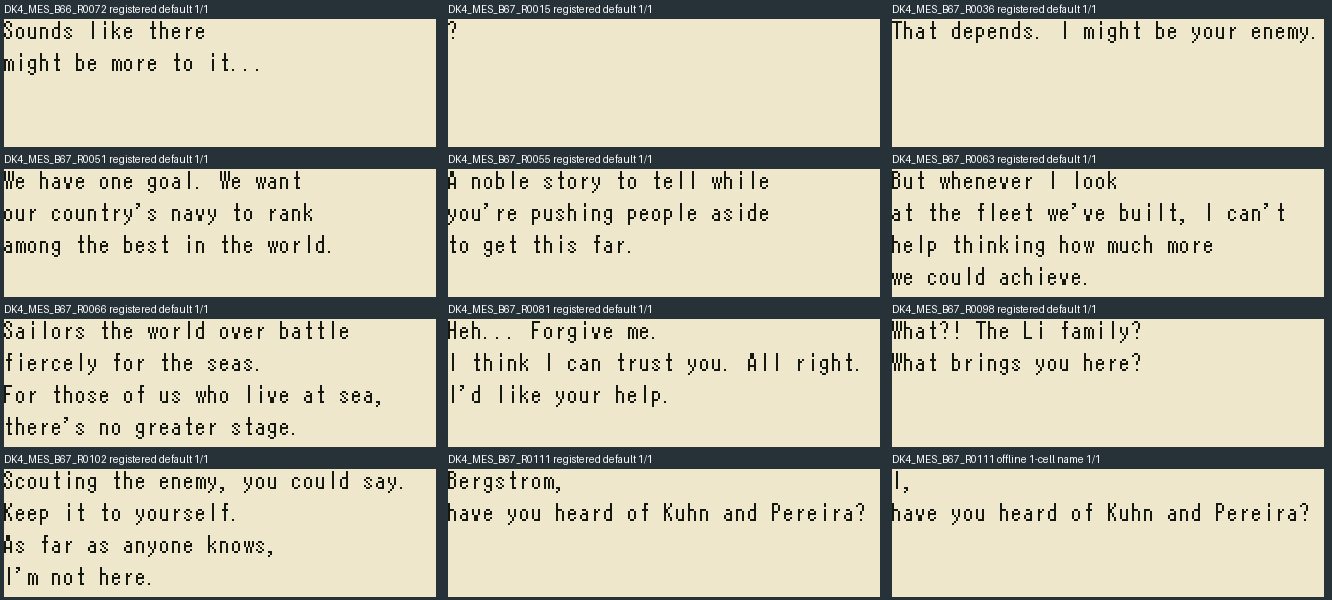 DK4_MES_B66_R0072 registered default 1/1
Sounds like there
might be more to it...
DK4_MES_B67_R0015 registered default 1/1
?
DK4_MES_B67_R0036 registered default 1/1
That depends. I might be your enemy.
DK4_MES_B67_R0051 registered default 1/1
We have one goal. We want
our country's navy to rank
among the best in the world.
DK4_MES_B67_R0055 registered default 1/1
A noble story to tell while
you're pushing people aside
to get this far.
DK4_MES_B67_R0063 registered default 1/1
But whenever I look
at the fleet we've built, I can't
help thinking how much more
we could achieve.
DK4_MES_B67_R0066 registered default 1/1
Sailors the world over battle
fiercely for the seas.
For those of us who live at sea,
there's no greater stage.
DK4_MES_B67_R0081 registered default 1/1
Heh... Forgive me.
I think I can trust you. All right.
I'd like your help.
DK4_MES_B67_R0098 registered default 1/1
What?! The Li family?
What brings you here?
DK4_MES_B67_R0102 registered default 1/1
Scouting the enemy, you could say.
Keep it to yourself.
As far as anyone knows,
I'm not here.
DK4_MES_B67_R0111 registered default 1/1
Bergstrom,
have you heard of Kuhn and Pereira?
DK4_MES_B67_R0111 offline 1-cell name 1/1
I,
have you heard of Kuhn and Pereira?